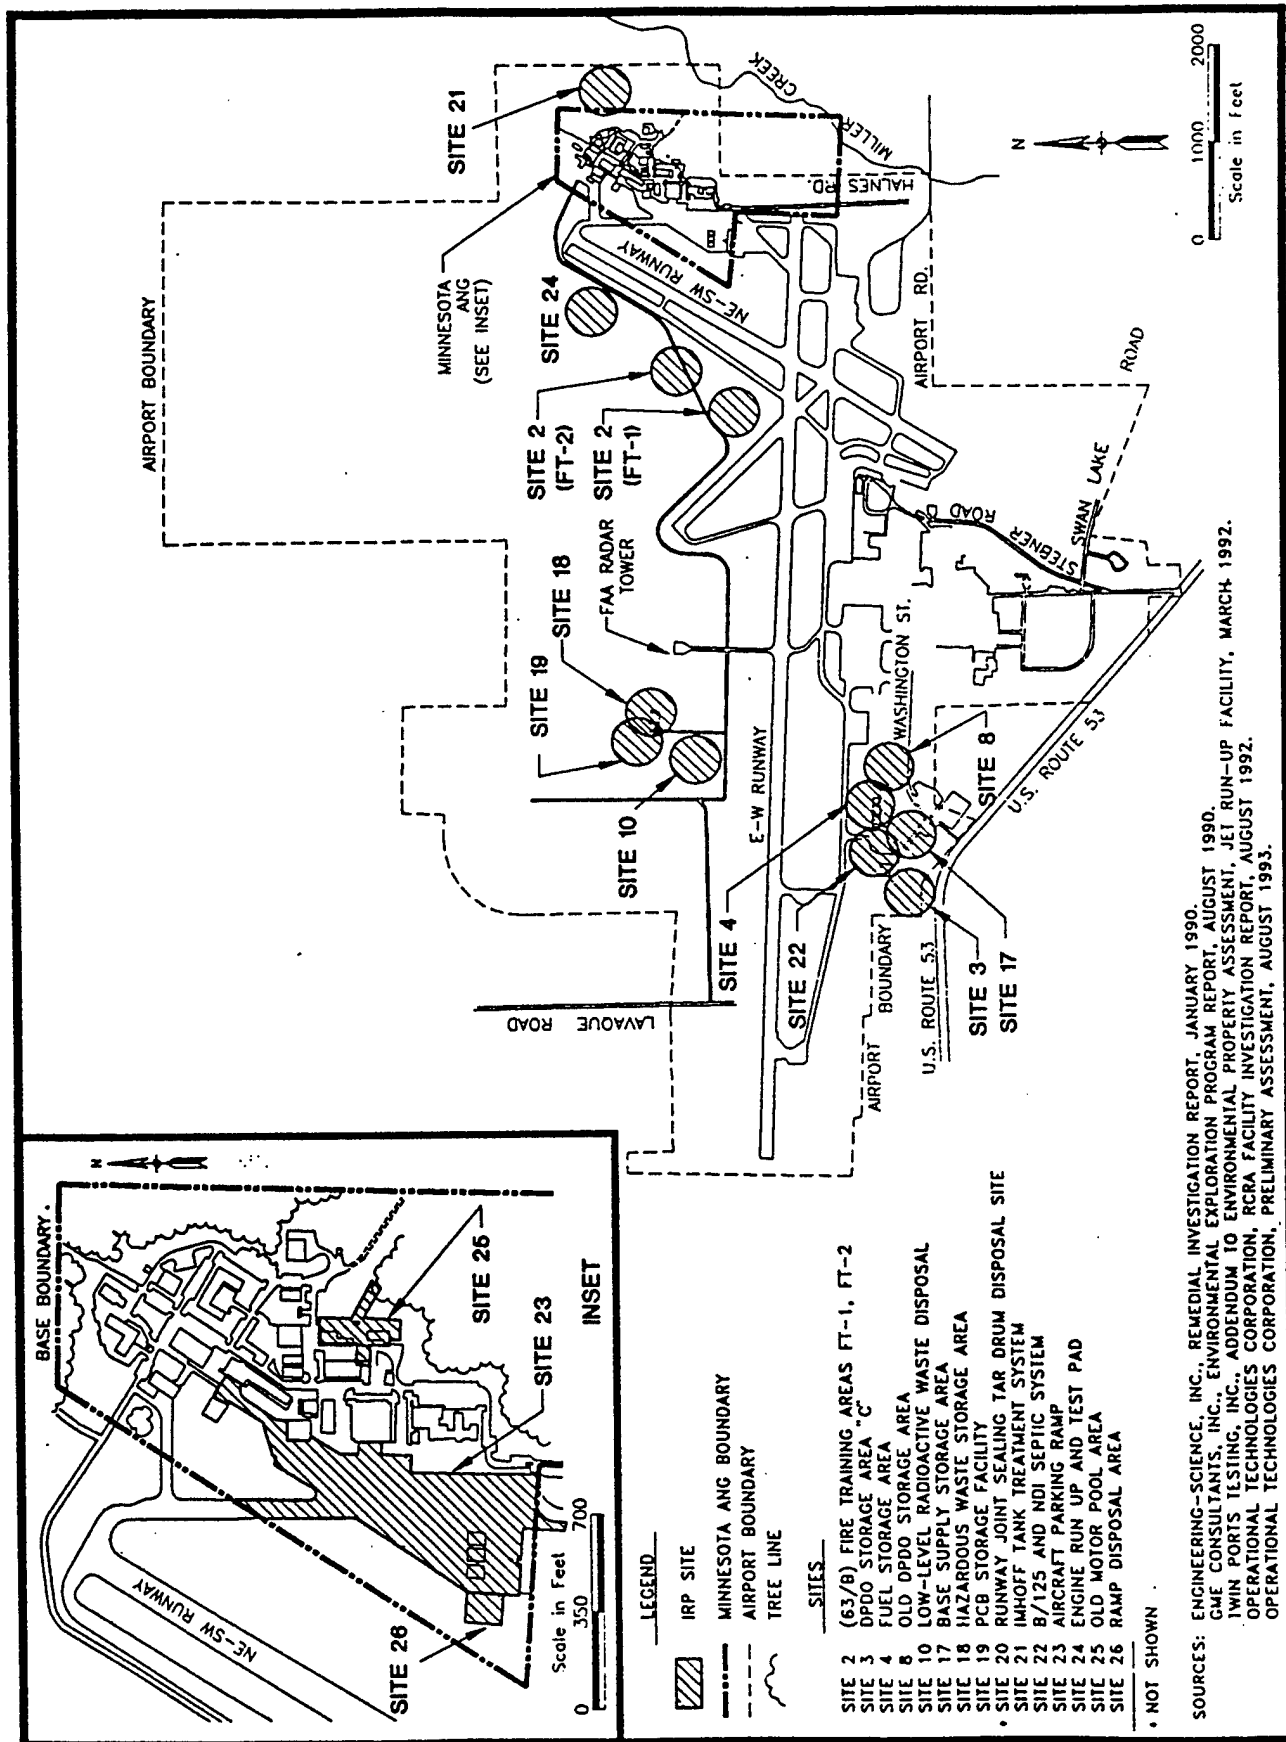 BASE BOUNDARY
N
NE-SW RUNWAY
SITE 26
SITE 25
SITE 23
INSET
0 350 700
Scale in Feet
AIRPORT BOUNDARY
SITE 21
MINNESOTA
ANG
(SEE INSET)
SITE 24
SITE 2
(FT-2)
SITE 2
(FT-1)
FAA RADAR
TOWER
SITE 18
SITE 19
SITE 10
NE-SW RUNWAY
MILLER CREEK
HALNES RD.
N
0 1000 2000
Scale in Feet
AIRPORT RD.
LAVAQUE ROAD
E-W RUNWAY
SITE 4
SITE 22
AIRPORT
BOUNDARY
U.S. ROUTE 53
SITE 3
SITE 17
SITE 8
WASHINGTON ST.
U.S. ROUTE 53
STEBNER ROAD
SWAN LAKE ROAD
LEGEND
IRP SITE
MINNESOTA ANG BOUNDARY
AIRPORT BOUNDARY
TREE LINE
SITES
SITE 2 (63/B) FIRE TRAINING AREAS FT-1, FT-2
SITE 3 DPDO STORAGE AREA "C"
SITE 4 FUEL STORAGE AREA
SITE 8 OLD DPDO STORAGE AREA
SITE 10 LOW-LEVEL RADIOACTIVE WASTE DISPOSAL
SITE 17 BASE SUPPLY STORAGE AREA
SITE 18 HAZARDOUS WASTE STORAGE AREA
SITE 19 PCB STORAGE FACILITY
* SITE 20 RUNWAY JOINT SEALING TAR DRUM DISPOSAL SITE
SITE 21 IMHOFF TANK TREATMENT SYSTEM
SITE 22 B/125 AND NDI SEPTIC SYSTEM
SITE 23 AIRCRAFT PARKING RAMP
SITE 24 ENGINE RUN UP AND TEST PAD
SITE 25 OLD MOTOR POOL AREA
SITE 26 RAMP DISPOSAL AREA
* NOT SHOWN
SOURCES: ENGINEERING-SCIENCE, INC., REMEDIAL INVESTIGATION REPORT, JANUARY 1990.
GME CONSULTANTS, INC., ENVIRONMENTAL EXPLORATION PROGRAM REPORT, AUGUST 1990.
TWIN PORTS TESTING, INC., ADDENDUM TO ENVIRONMENTAL PROPERTY ASSESSMENT, JET RUN-UP FACILITY, MARCH 1992.
OPERATIONAL TECHNOLOGIES CORPORATION, RCRA FACILITY INVESTIGATION REPORT, AUGUST 1992.
OPERATIONAL TECHNOLOGIES CORPORATION, PRELIMINARY ASSESSMENT, AUGUST 1993.